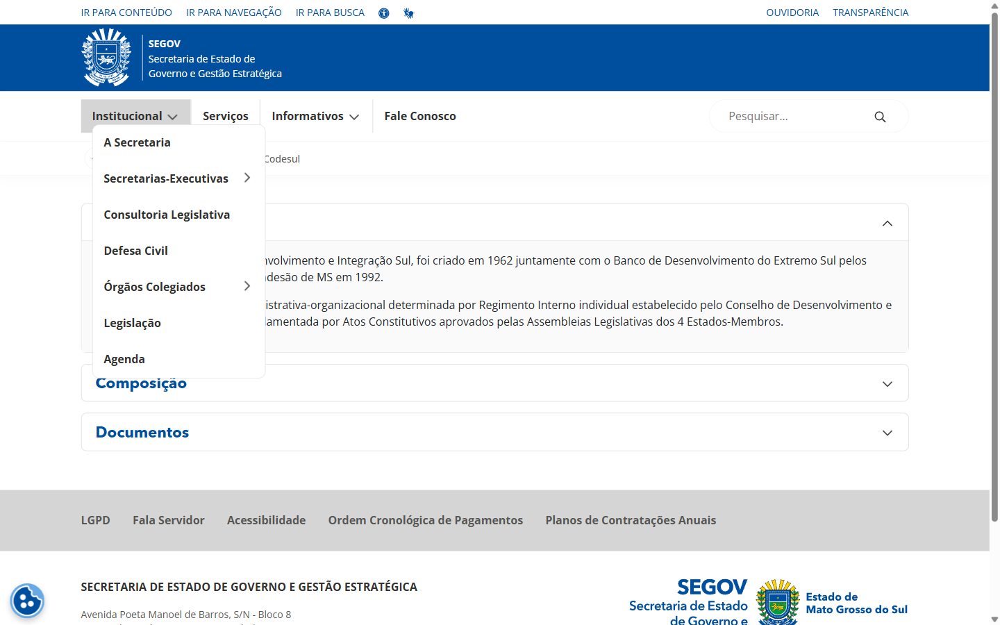 IR PARA CONTEÚDO IR PARA NAVEGAÇÃO IR PARA BUSCA OUVIDORIA TRANSPARÊNCIA
SEGOV
Secretaria de Estado de
Governo e Gestão Estratégica
Institucional Serviços Informativos Fale Conosco Pesquisar...
A Secretaria
Codesul
Secretarias-Executivas
Consultoria Legislativa
Defesa Civil
Órgãos Colegiados
Legislação
Agenda
Integração Sul, foi criado em 1962 juntamente com o Banco de Desenvolvimento do Extremo Sul pelos
de MS em 1992.
determinada por Regimento Interno individual estabelecido pelo Conselho de Desenvolvimento e
por Atos Constitutivos aprovados pelas Assembleias Legislativas dos 4 Estados-Membros.
Composição
Documentos
LGPD Fala Servidor Acessibilidade Ordem Cronológica de Pagamentos Planos de Contratações Anuais
SECRETARIA DE ESTADO DE GOVERNO E GESTÃO ESTRATÉGICA
Avenida Poeta Manoel de Barros, S/N - Bloco 8
SEGOV
Secretaria de Estado
de Governo e
Estado de
Mato Grosso do Sul